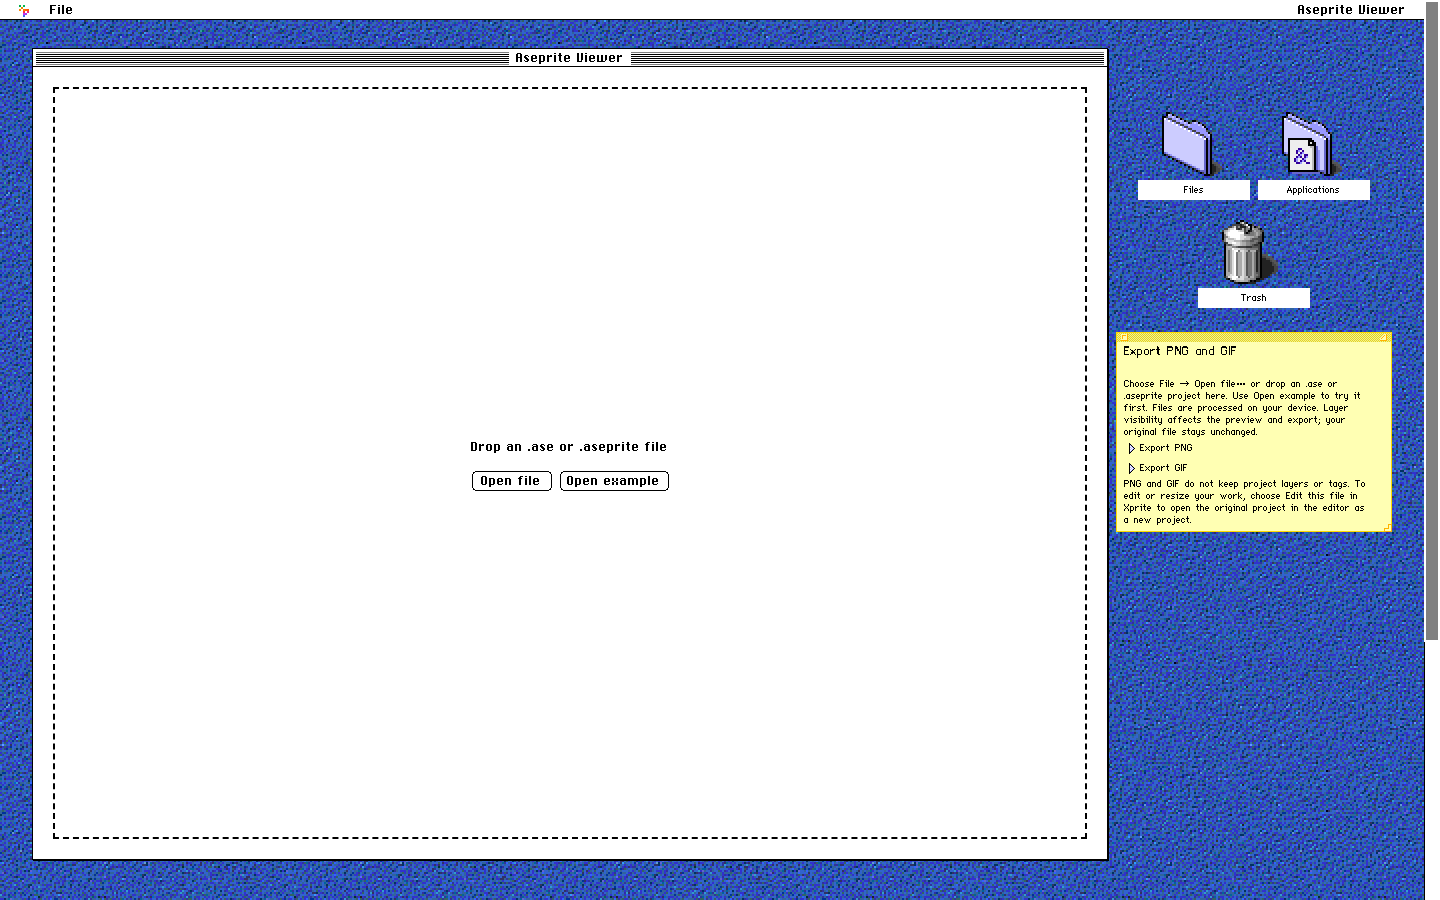 File
Aseprite Viewer
Aseprite Viewer
Drop an .ase or .aseprite file
Open file
Open example
Files
Applications
Trash
Export PNG and GIF
Choose File → Open file… or drop an .ase or
.aseprite project here. Use Open example to try it
first. Files are processed on your device. Layer
visibility affects the preview and export; your
original file stays unchanged.
Export PNG
Export GIF
PNG and GIF do not keep project layers or tags. To
edit or resize your work, choose Edit this file in
Xprite to open the original project in the editor as
a new project.